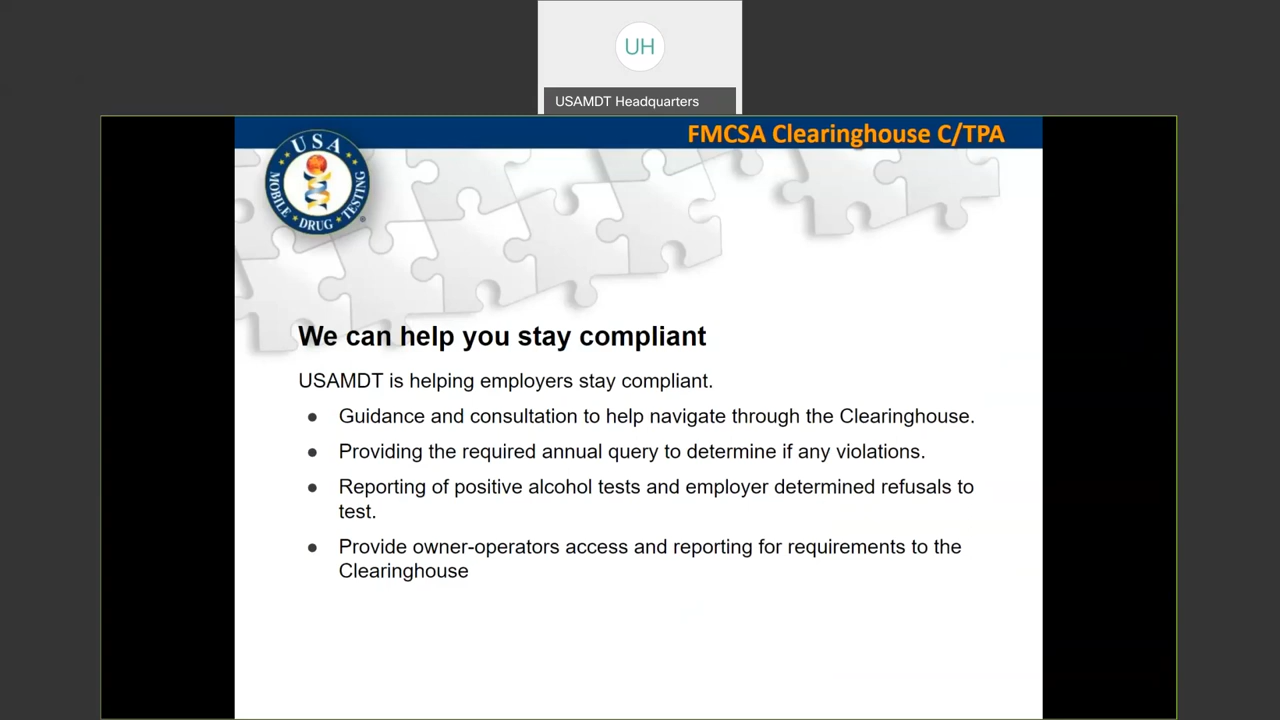 UH
USAMDT Headquarters
FMCSA Clearinghouse C/TPA
USA
MOBILE DRUG TESTING
We can help you stay compliant
USAMDT is helping employers stay compliant.
● Guidance and consultation to help navigate through the Clearinghouse.
● Providing the required annual query to determine if any violations.
● Reporting of positive alcohol tests and employer determined refusals to
test.
● Provide owner-operators access and reporting for requirements to the
Clearinghouse